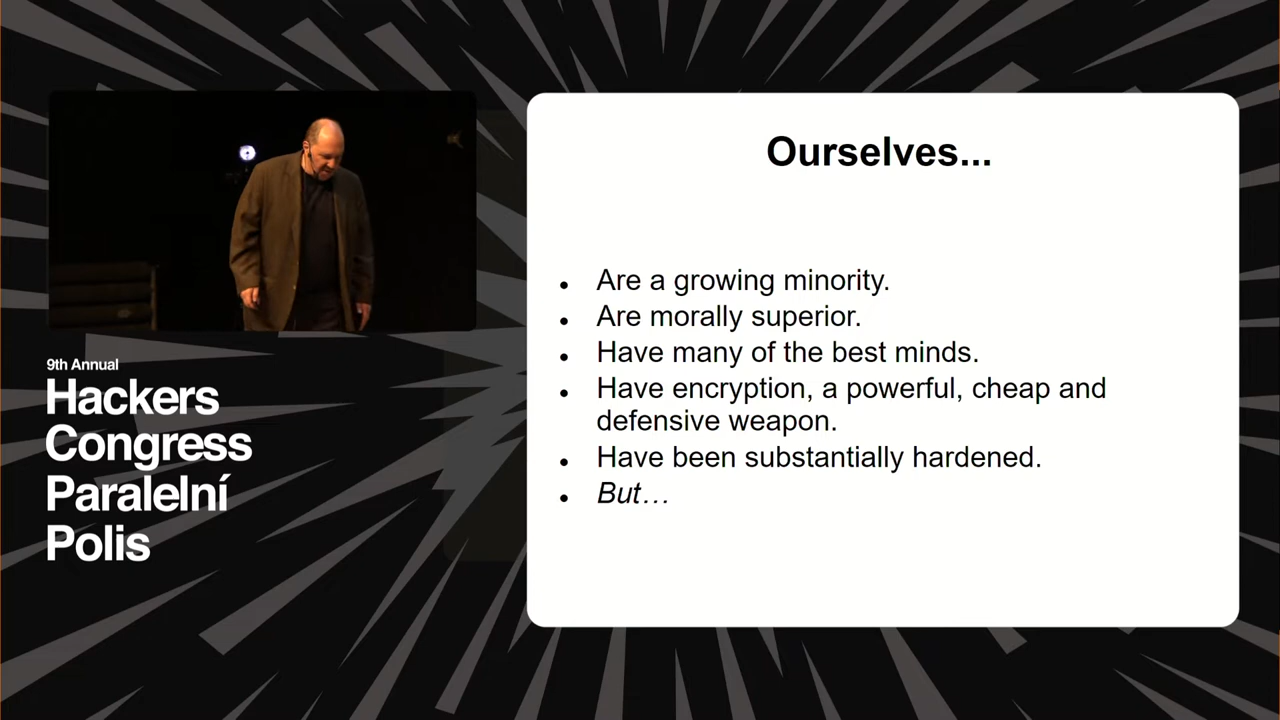 9th Annual
Hackers
Congress
Paralelní
Polis
Ourselves...
• Are a growing minority.
• Are morally superior.
• Have many of the best minds.
• Have encryption, a powerful, cheap and
defensive weapon.
• Have been substantially hardened.
• But…